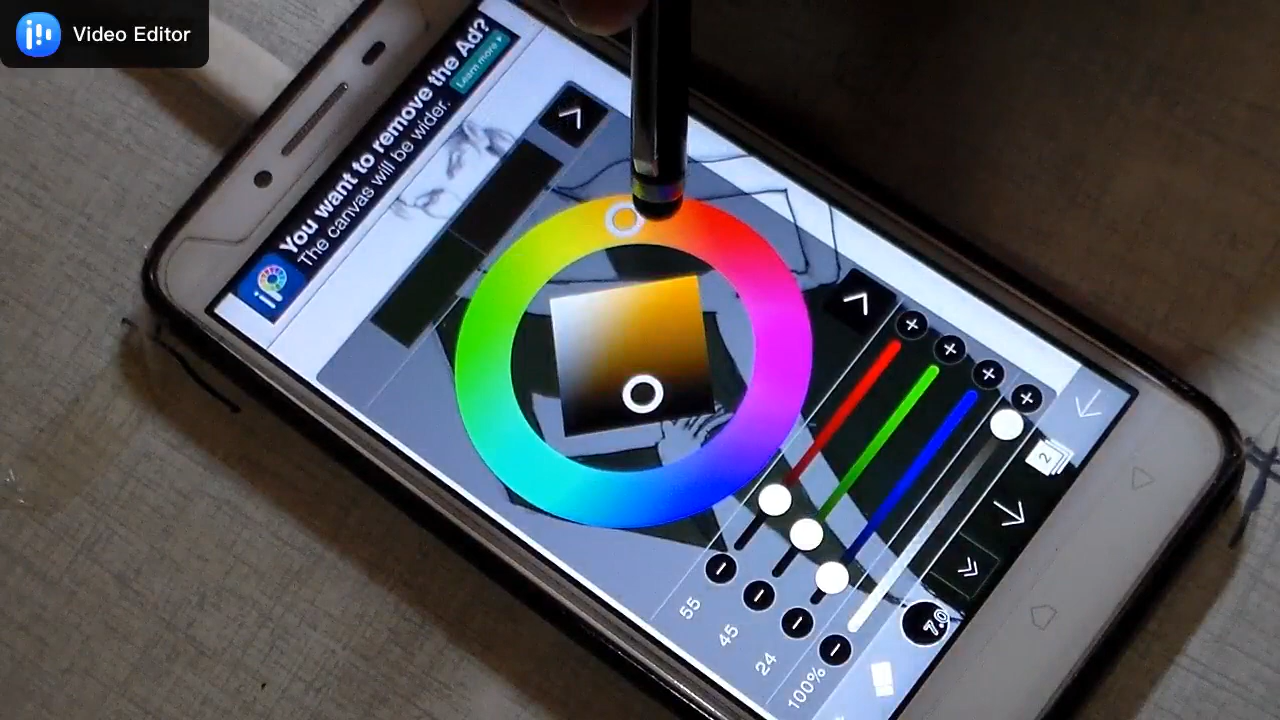 Video Editor
You want to remove the Ad?
The canvas will be wider.
Learn more
55
45
24
100%
2
7.0